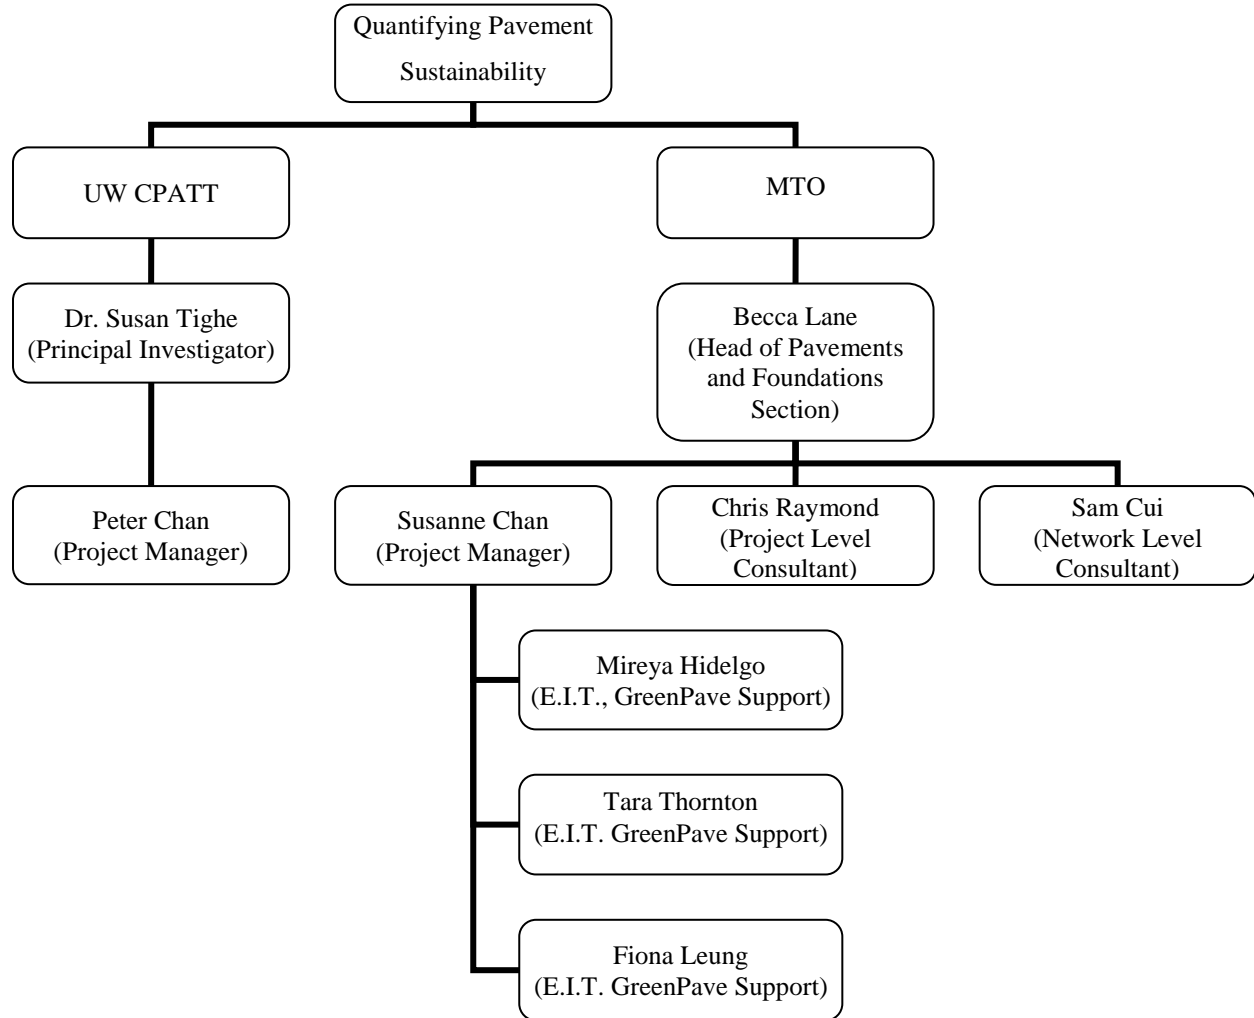 Quantifying Pavement
Sustainability
UW CPATT
MTO
Dr. Susan Tighe
(Principal Investigator)
Becca Lane
(Head of Pavements
and Foundations
Section)
Peter Chan
(Project Manager)
Susanne Chan
(Project Manager)
Chris Raymond
(Project Level
Consultant)
Sam Cui
(Network Level
Consultant)
Mireya Hidelgo
(E.I.T., GreenPave Support)
Tara Thornton
(E.I.T. GreenPave Support)
Fiona Leung
(E.I.T. GreenPave Support)